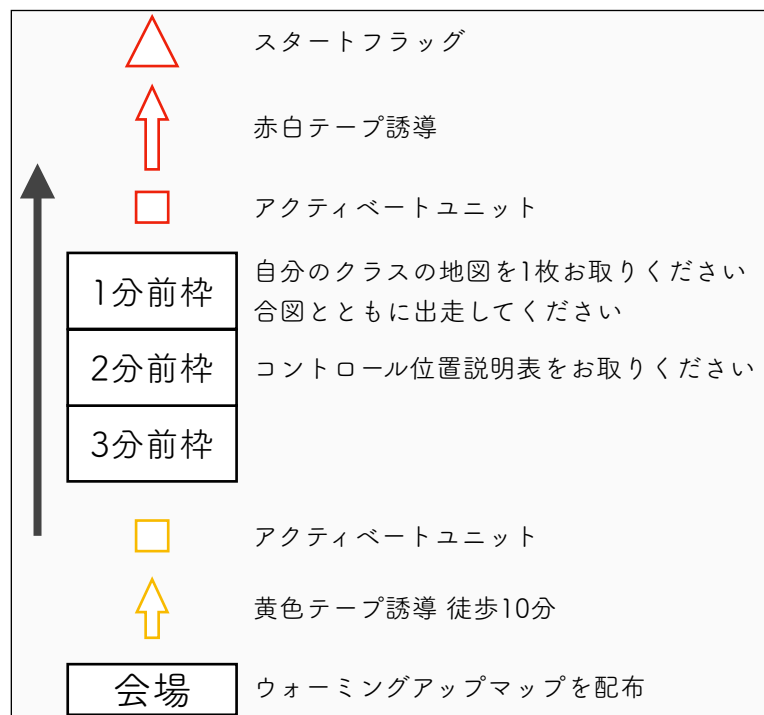 スタートフラッグ
赤白テープ誘導
アクティベートユニット
1分前枠
自分のクラスの地図を1枚お取りください
合図とともに出走してください
2分前枠
コントロール位置説明表をお取りください
3分前枠
アクティベートユニット
黄色テープ誘導 徒歩10分
会場
ウォーミングアップマップを配布